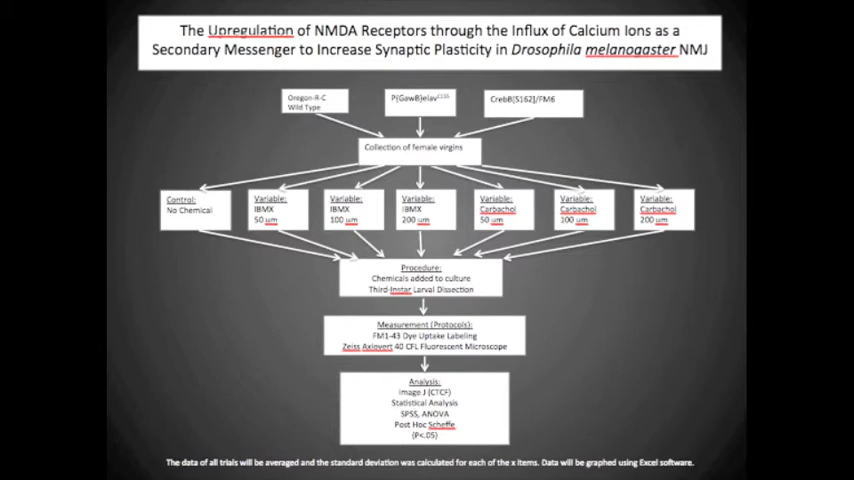 The Upregulation of NMDA Receptors through the Influx of Calcium Ions as a
Secondary Messenger to Increase Synaptic Plasticity in Drosophila melanogaster NMJ
Oregon-R-C
Wild Type
P{GawB}elav^C155
CrebB[S162]/FM6
Collection of female virgins
Control:
No Chemical
Variable:
IBMX
50 um
Variable:
IBMX
100 um
Variable:
IBMX
200 um
Variable:
Carbachol
50 um
Variable:
Carbachol
100 um
Variable:
Carbachol
200 um
Procedure:
Chemicals added to culture
Third-Instar Larval Dissection
Measurement (Protocols):
FM1-43 Dye Uptake Labeling
Zeiss Axiovert 40 CFL Fluorescent Microscope
Analysis:
Image J (CTCF)
Statistical Analysis
SPSS, ANOVA
Post Hoc Scheffe
(P<.05)
The data of all trials will be averaged and the standard deviation was calculated for each of the x items. Data will be graphed using Excel software.